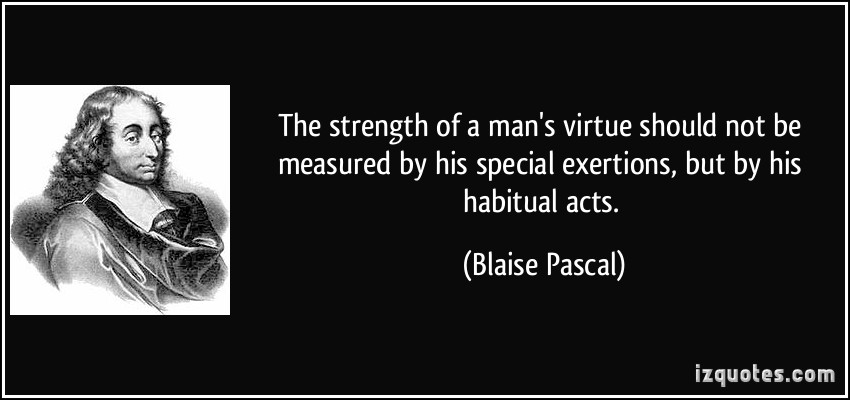 The strength of a man's virtue should not be
measured by his special exertions, but by his
habitual acts.
(Blaise Pascal)
izquotes.com